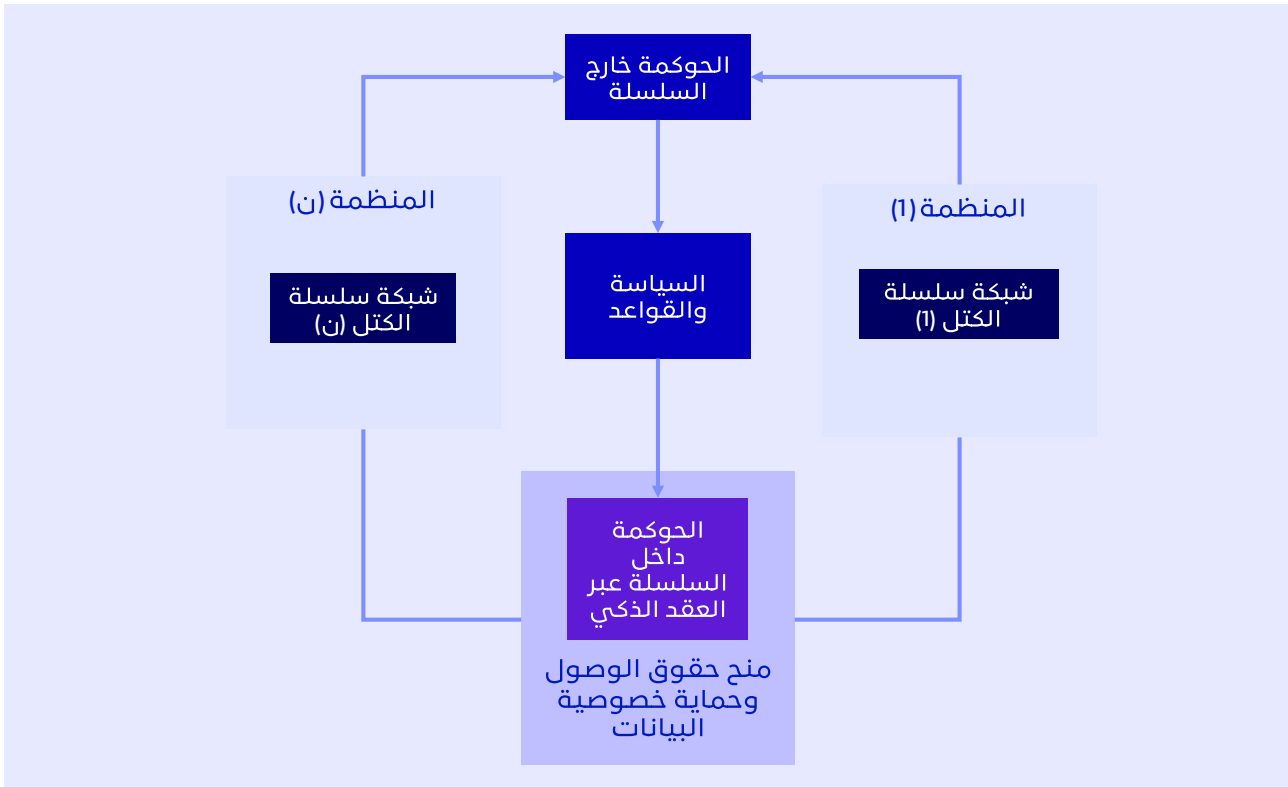 الحوكمة خارج
السلسلة
المنظمة (1)
شبكة سلسلة
الكتل (1)
السياسة
والقواعد
المنظمة (ن)
شبكة سلسلة
الكتل (ن)
الحوكمة
داخل
السلسلة عبر
العقد الذكي
منح حقوق الوصول
وحماية خصوصية
البيانات